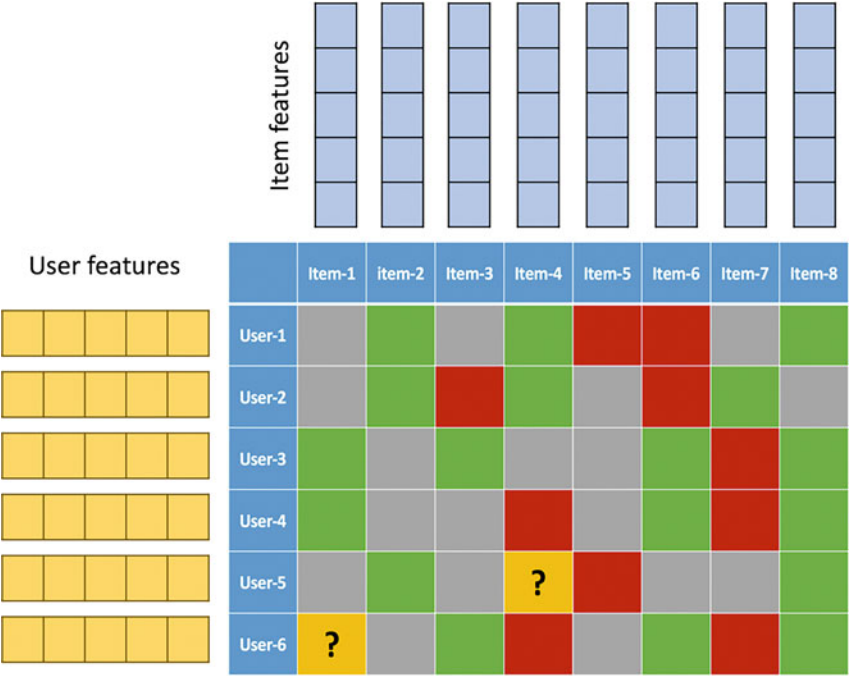 Item features
User features
Item-1 item-2 Item-3 Item-4 Item-5 Item-6 Item-7 Item-8
User-1
User-2
User-3
User-4
User-5 ?
User-6 ?